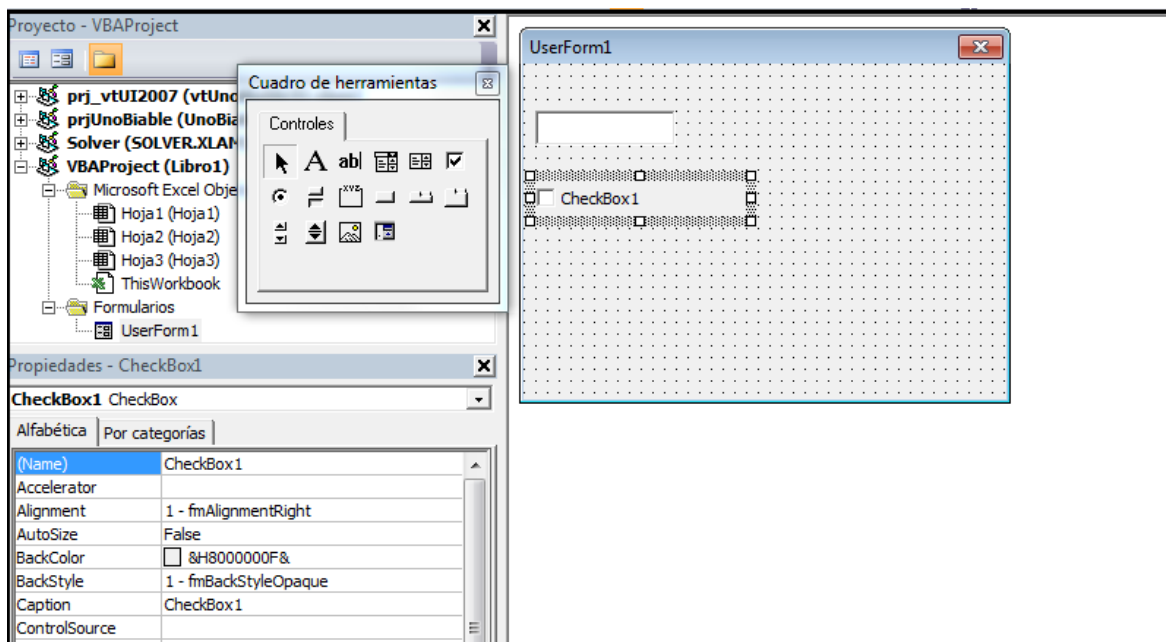 Proyecto - VBAProject
prj_vtUI2007 (vtUno
prjUnoBiable (UnoBia
Solver (SOLVER.XLAM
VBAProject (Libro1)
Microsoft Excel Obje
Hoja1 (Hoja1)
Hoja2 (Hoja2)
Hoja3 (Hoja3)
ThisWorkbook
Formularios
UserForm1
Cuadro de herramientas
Controles
A ab|
XYZ
Propiedades - CheckBox1
CheckBox1 CheckBox
Alfabética Por categorías
(Name) CheckBox1
Accelerator
Alignment 1 - fmAlignmentRight
AutoSize False
BackColor &H8000000F&
BackStyle 1 - fmBackStyleOpaque
Caption CheckBox1
ControlSource
UserForm1
CheckBox1